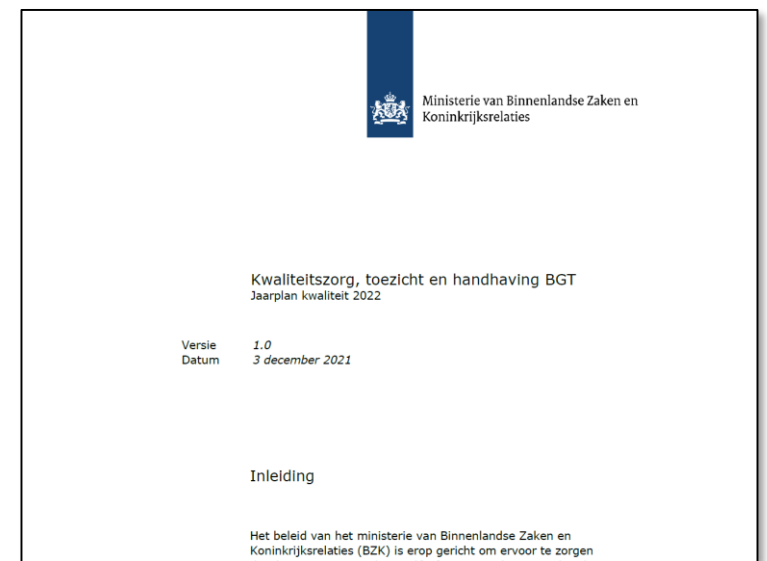 Ministerie van Binnenlandse Zaken en
Koninkrijksrelaties
Kwaliteitszorg, toezicht en handhaving BGT
Jaarplan kwaliteit 2022
Versie 1.0
Datum 3 december 2021
Inleiding
Het beleid van het ministerie van Binnenlandse Zaken en
Koninkrijksrelaties (BZK) is erop gericht om ervoor te zorgen